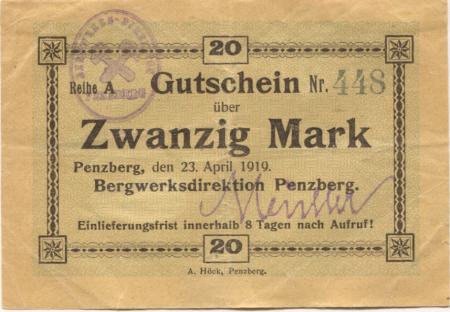 20
Reihe A Gutschein Nr. 448
über
Zwanzig Mark
Penzberg, den 23. April 1919.
Bergwerksdirektion Penzberg.
Einlieferungsfrist innerhalb 8 Tagen nach Aufruf!
20
A. Höck, Penzberg.